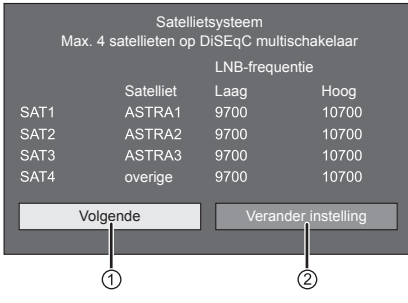 Satellietsysteem
Max. 4 satellieten op DiSEqC multischakelaar
LNB-frequentie
Satelliet Laag Hoog
SAT1 ASTRA1 9700 10700
SAT2 ASTRA2 9700 10700
SAT3 ASTRA3 9700 10700
SAT4 overige 9700 10700
Volgende Verander instelling
① ②